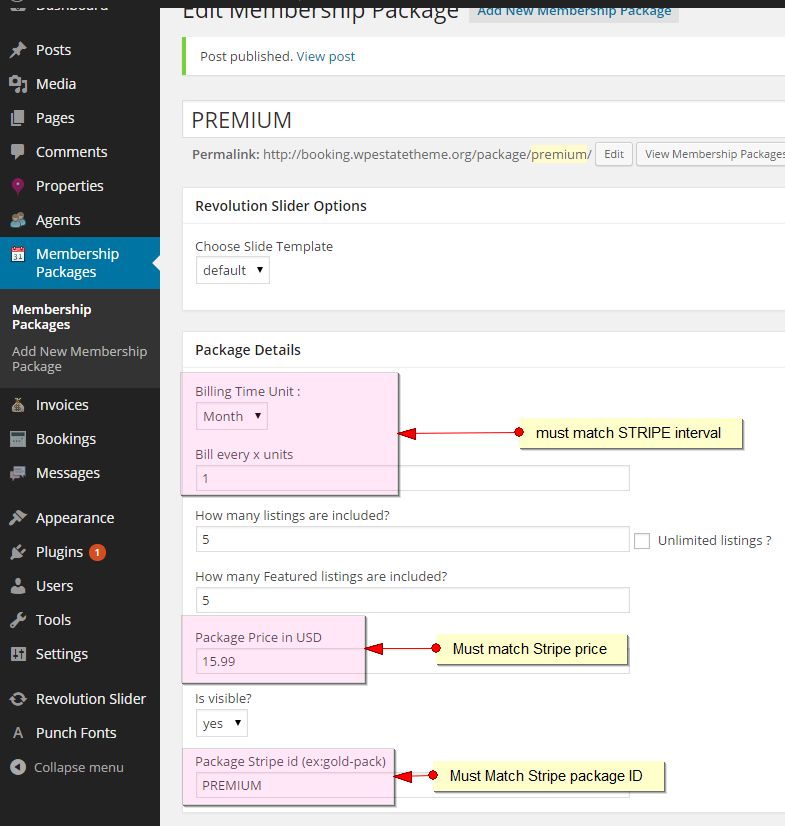 Dashboard
Posts
Media
Pages
Comments
Properties
Agents
Membership
Packages
Membership
Packages
Add New Membership
Package
Invoices
Bookings
Messages
Appearance
Plugins 1
Users
Tools
Settings
Revolution Slider
Punch Fonts
Collapse menu
Edit Membership Package Add New Membership Package
Post published. View post
PREMIUM
Permalink: http://booking.wpestatetheme.org/package/premium/ Edit View Membership Packages
Revolution Slider Options
Choose Slide Template
default
Package Details
Billing Time Unit :
Month
must match STRIPE interval
Bill every x units
1
How many listings are included?
5 Unlimited listings ?
How many Featured listings are included?
5
Package Price in USD
Must match Stripe price
15.99
Is visible?
yes
Package Stripe id (ex:gold-pack)
Must Match Stripe package ID
PREMIUM